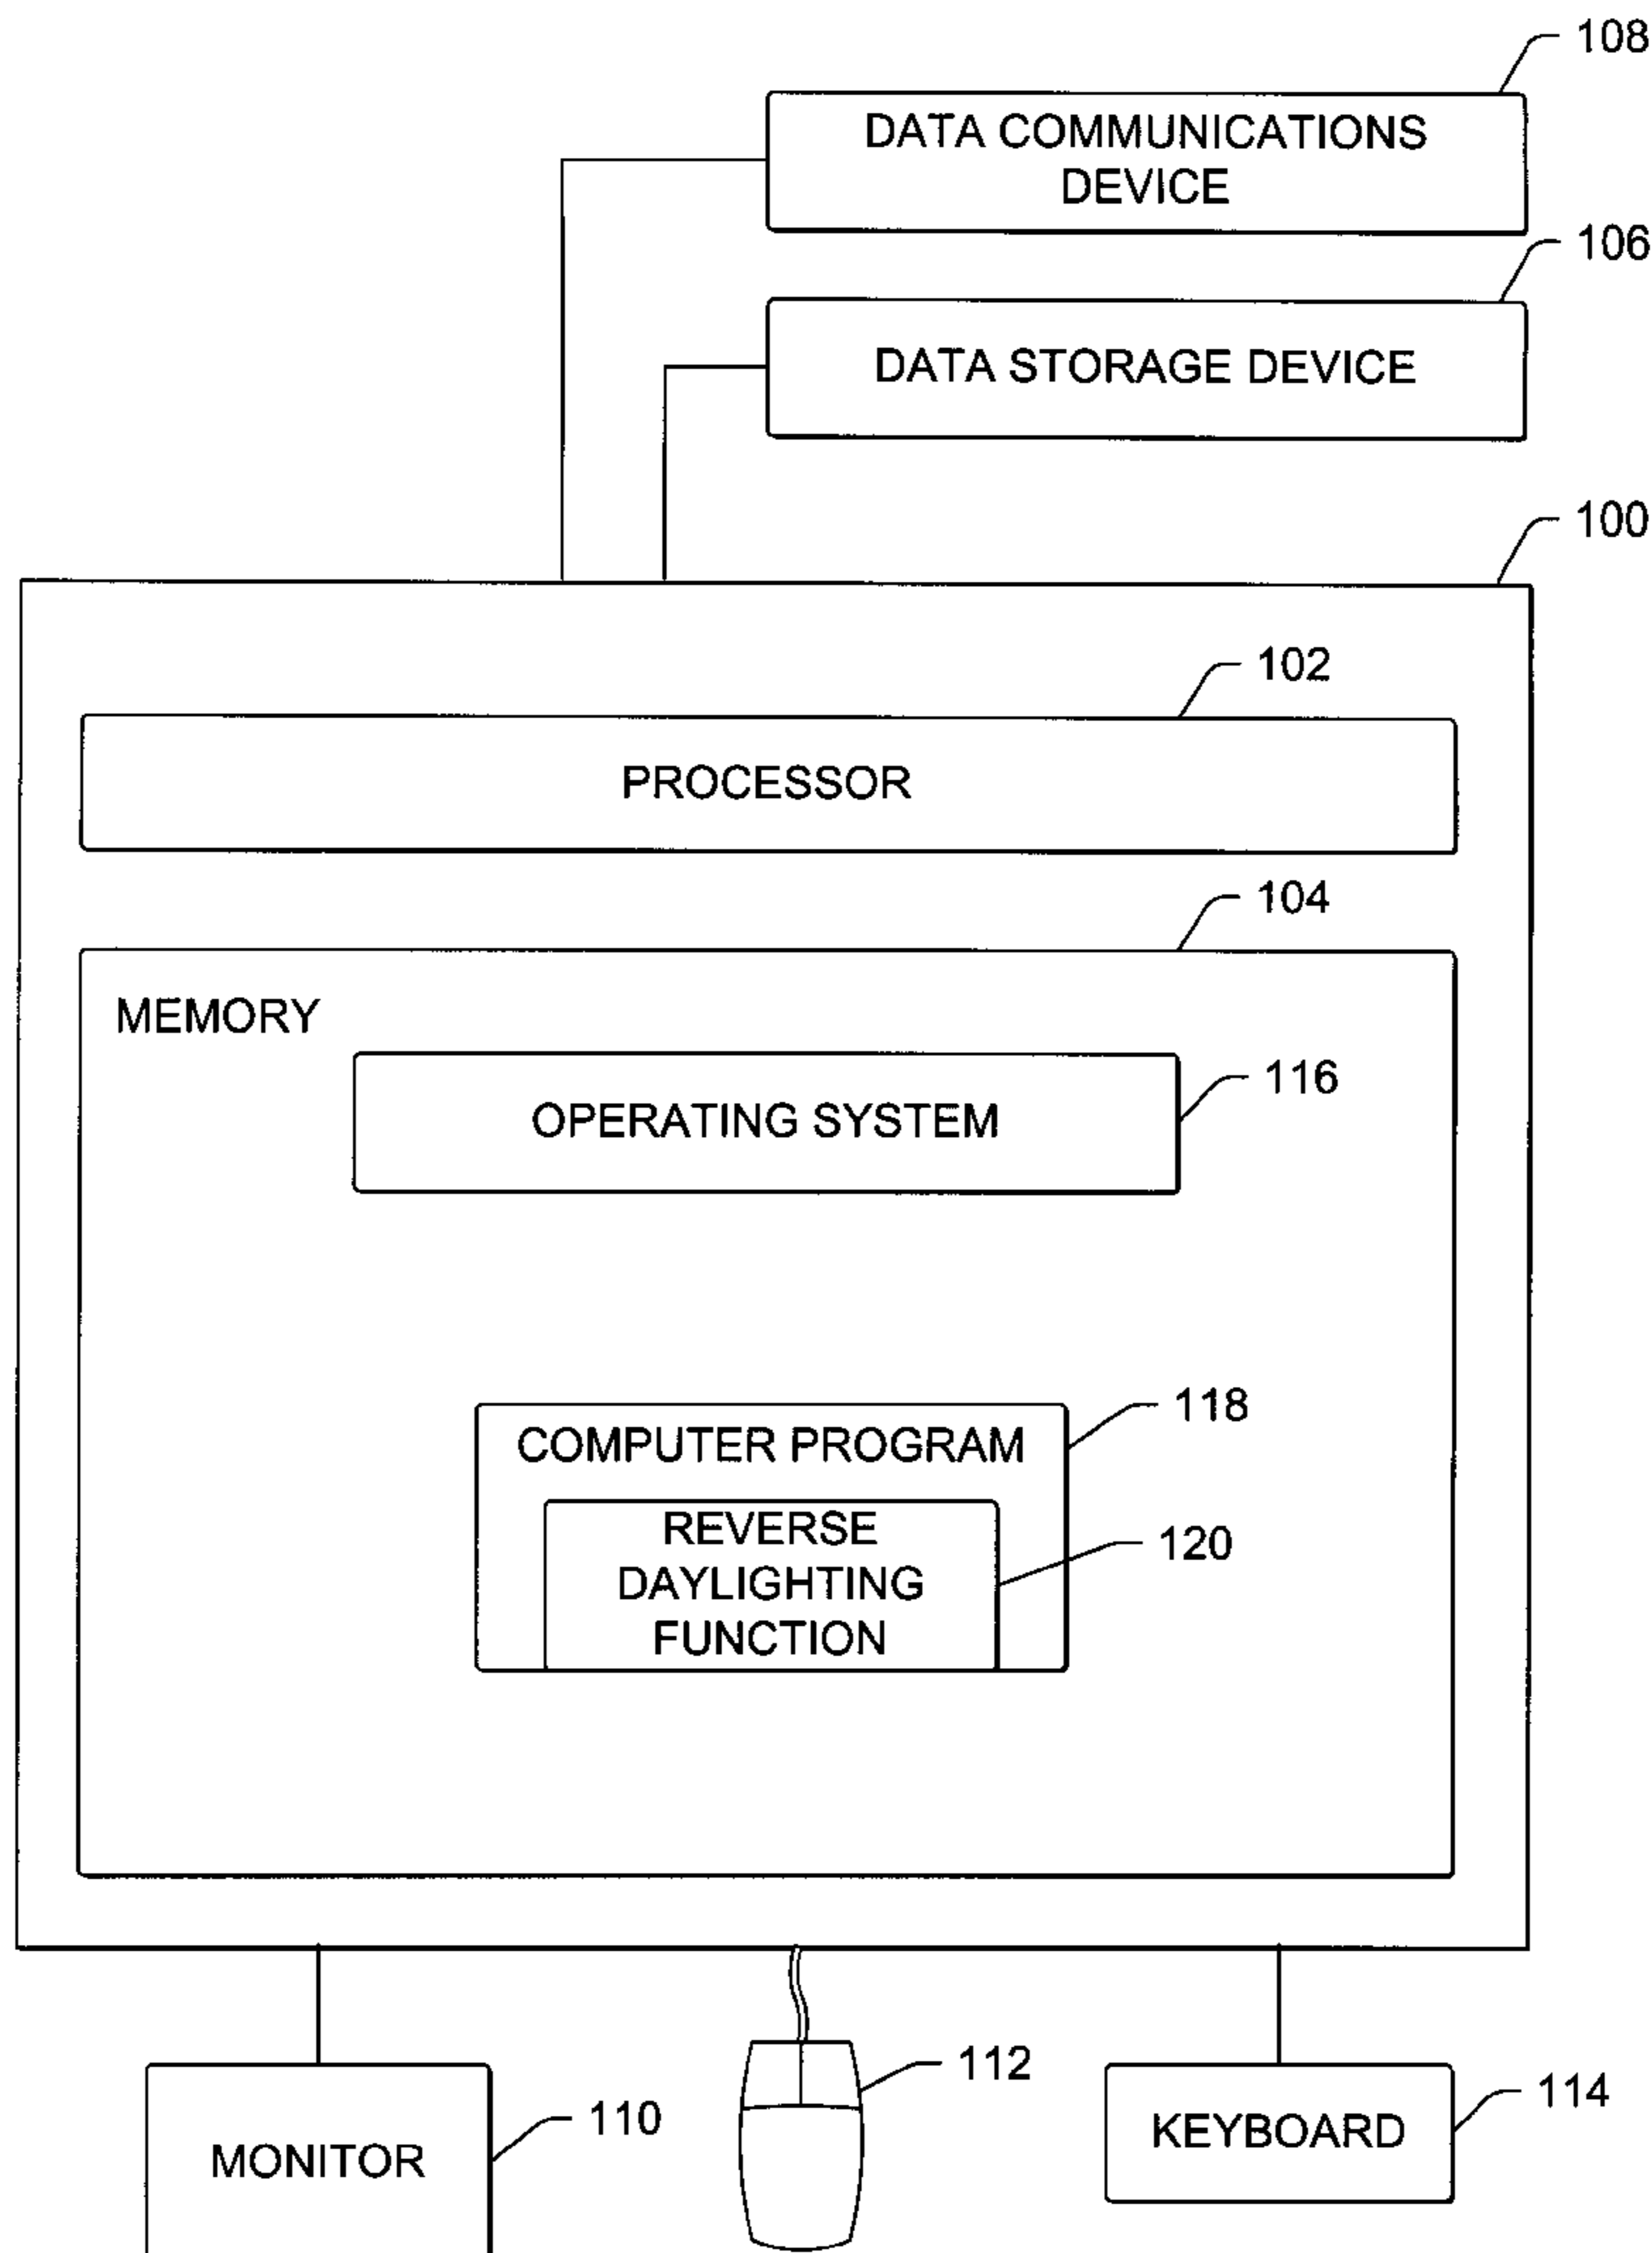 108
DATA COMMUNICATIONS
DEVICE
106
DATA STORAGE DEVICE
100
102
PROCESSOR
104
MEMORY
116
OPERATING SYSTEM
118
COMPUTER PROGRAM
REVERSE
DAYLIGHTING
FUNCTION
120
112
114
110
KEYBOARD
MONITOR